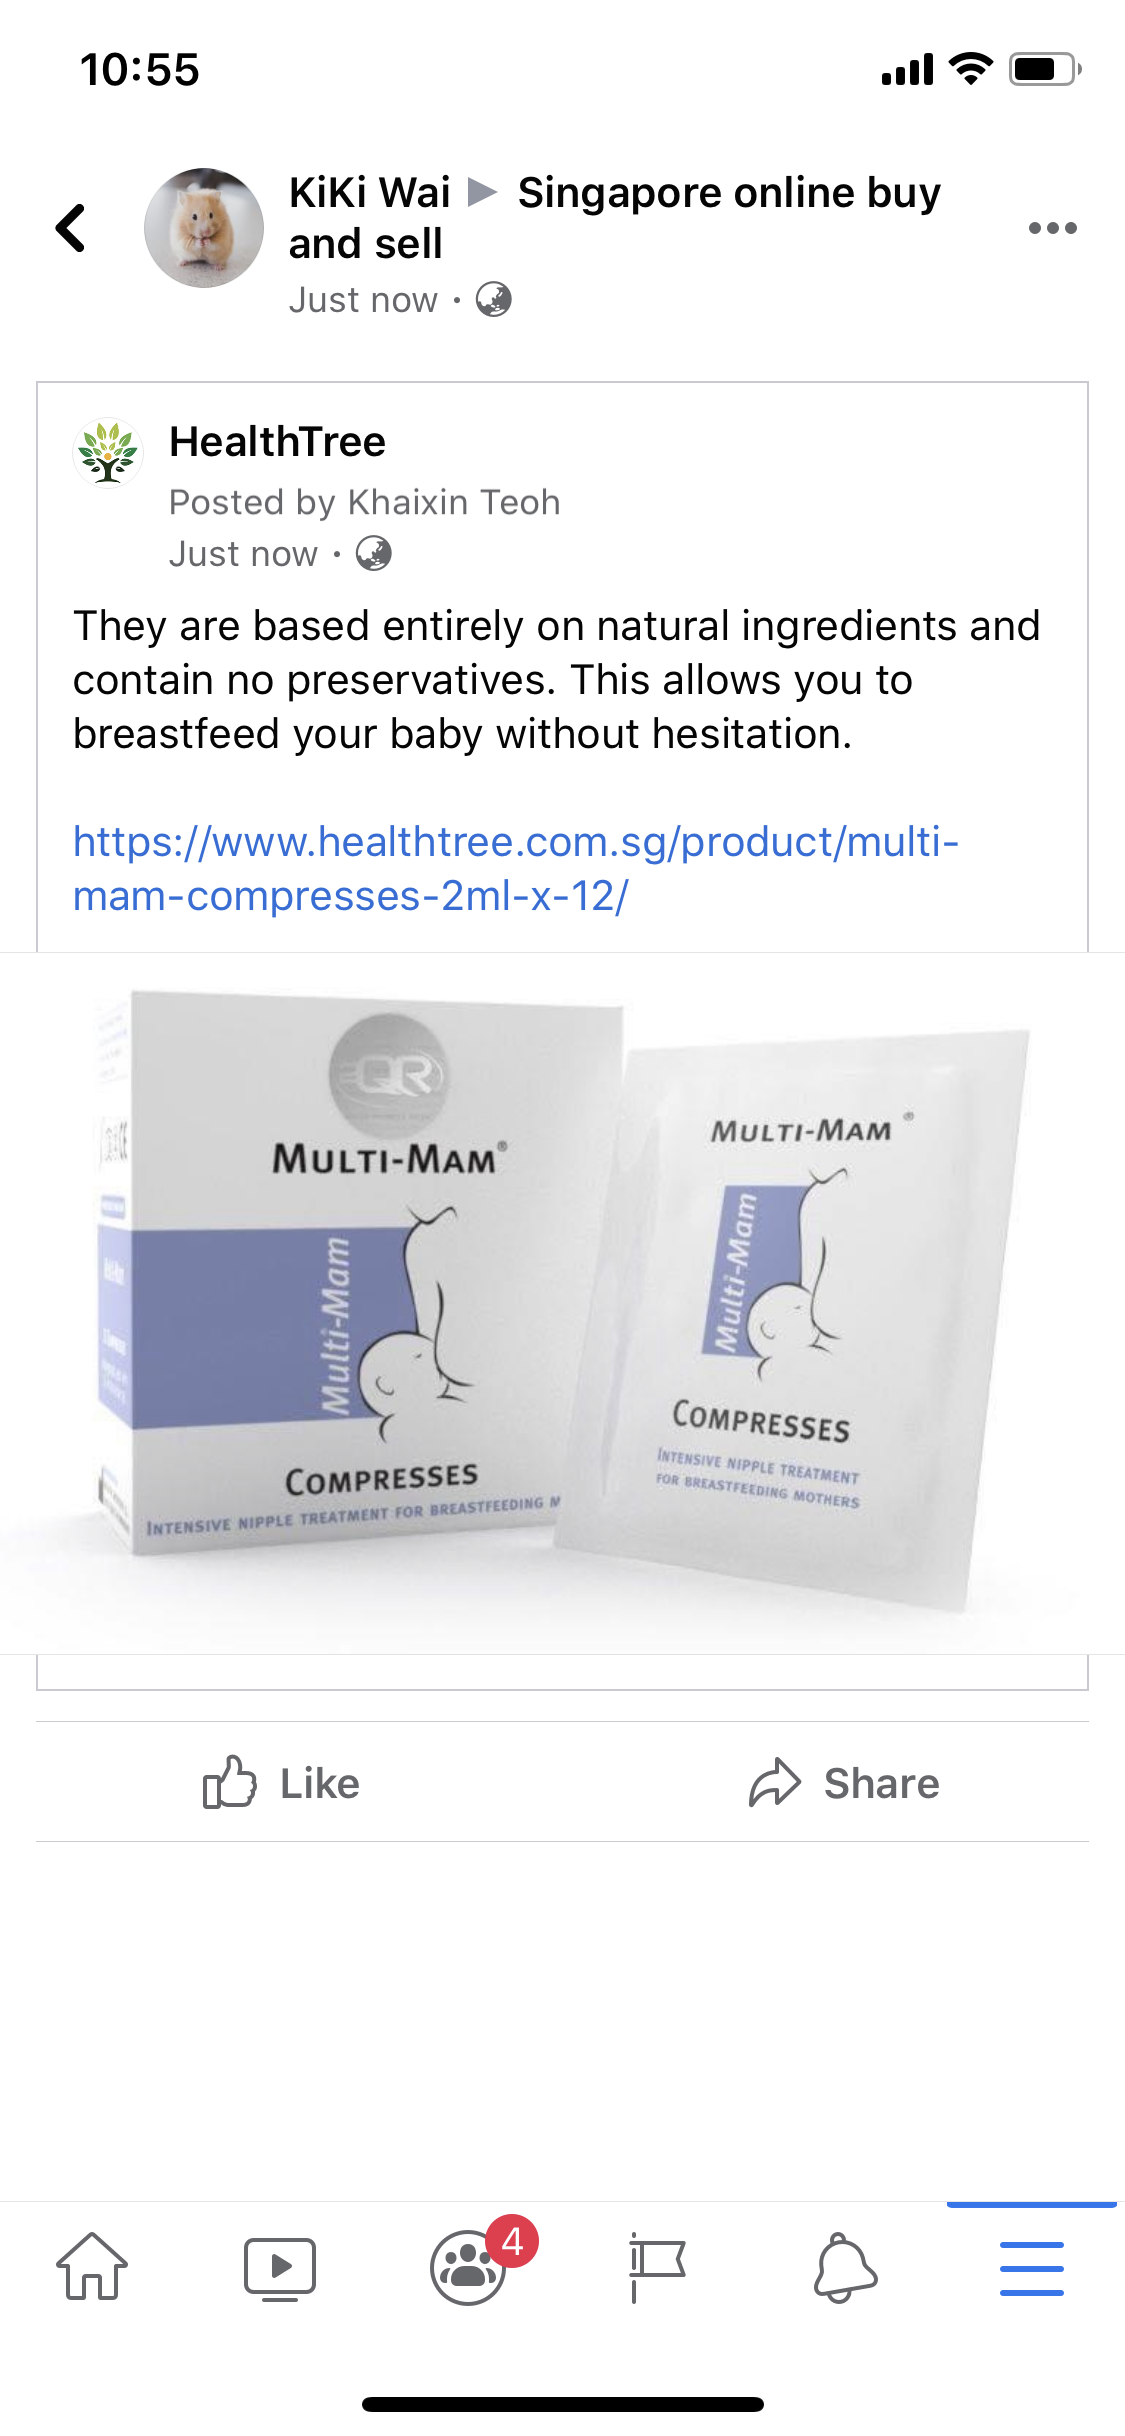 10:55
KiKi Wai ▶ Singapore online buy
and sell
Just now ·
HealthTree
Posted by Khaixin Teoh
Just now ·
They are based entirely on natural ingredients and
contain no preservatives. This allows you to
breastfeed your baby without hesitation.
https://www.healthtree.com.sg/product/multi-
mam-compresses-2ml-x-12/
QR
MULTI-MAM®
Multi-Mam
COMPRESSES
INTENSIVE NIPPLE TREATMENT FOR BREASTFEEDING M
MULTI-MAM®
Multi-Mam
COMPRESSES
INTENSIVE NIPPLE TREATMENT
FOR BREASTFEEDING MOTHERS
Like
Share
4